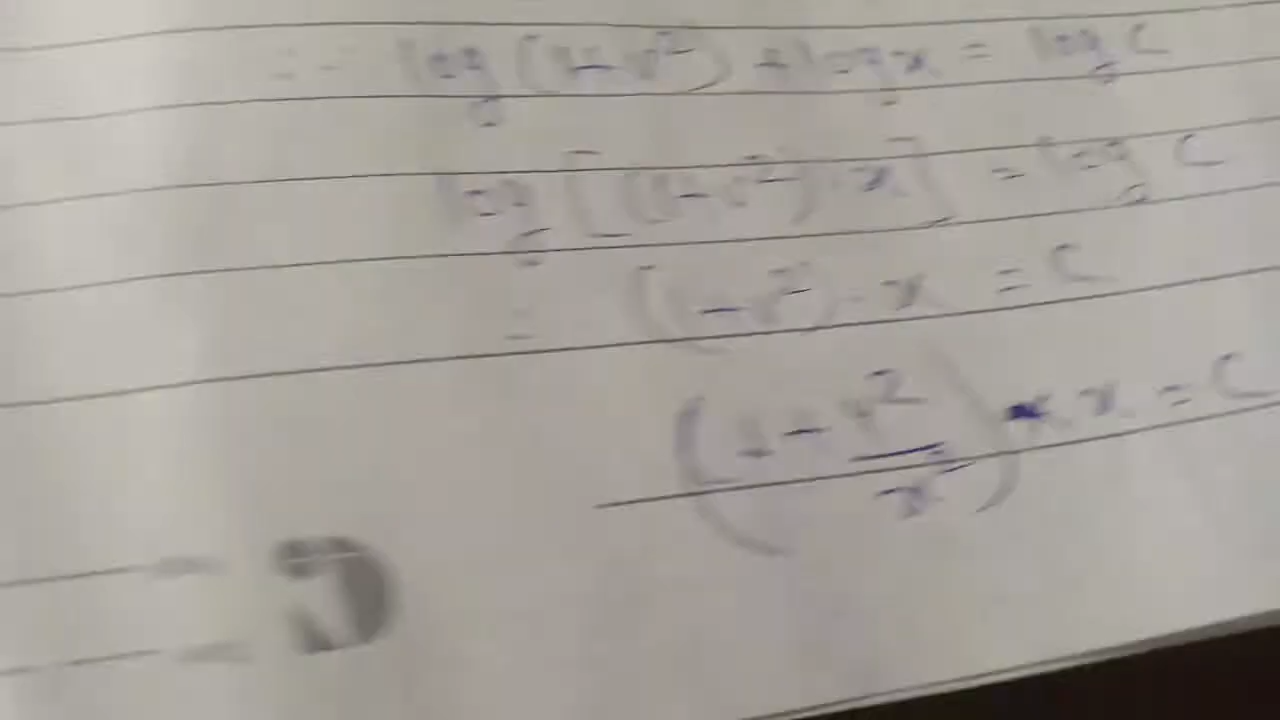 log (1-v²) + log x = log c
log [(1-v²)·x] = log c
(1-v²)·x = c
(1-y²/x²) x x = c